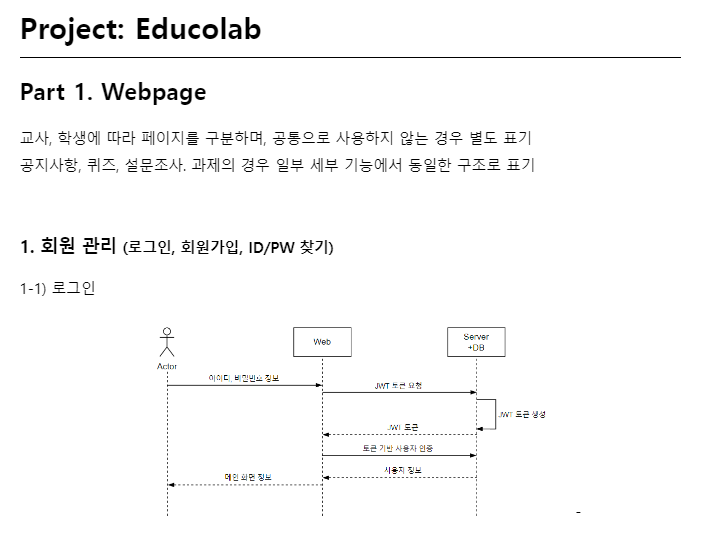 Project: Educolab
Part 1. Webpage
교사, 학생에 따라 페이지를 구분하며, 공통으로 사용하지 않는 경우 별도 표기
공지사항, 퀴즈, 설문조사. 과제의 경우 일부 세부 기능에서 동일한 구조로 표기
1. 회원 관리 (로그인, 회원가입, ID/PW 찾기)
1-1) 로그인
Actor
Web
Server
+DB
아이디, 비밀번호 정보
JWT 토큰 요청
JWT 토큰 생성
JWT 토큰
토큰 기반 사용자 인증
사용자 정보
메인 화면 정보
-